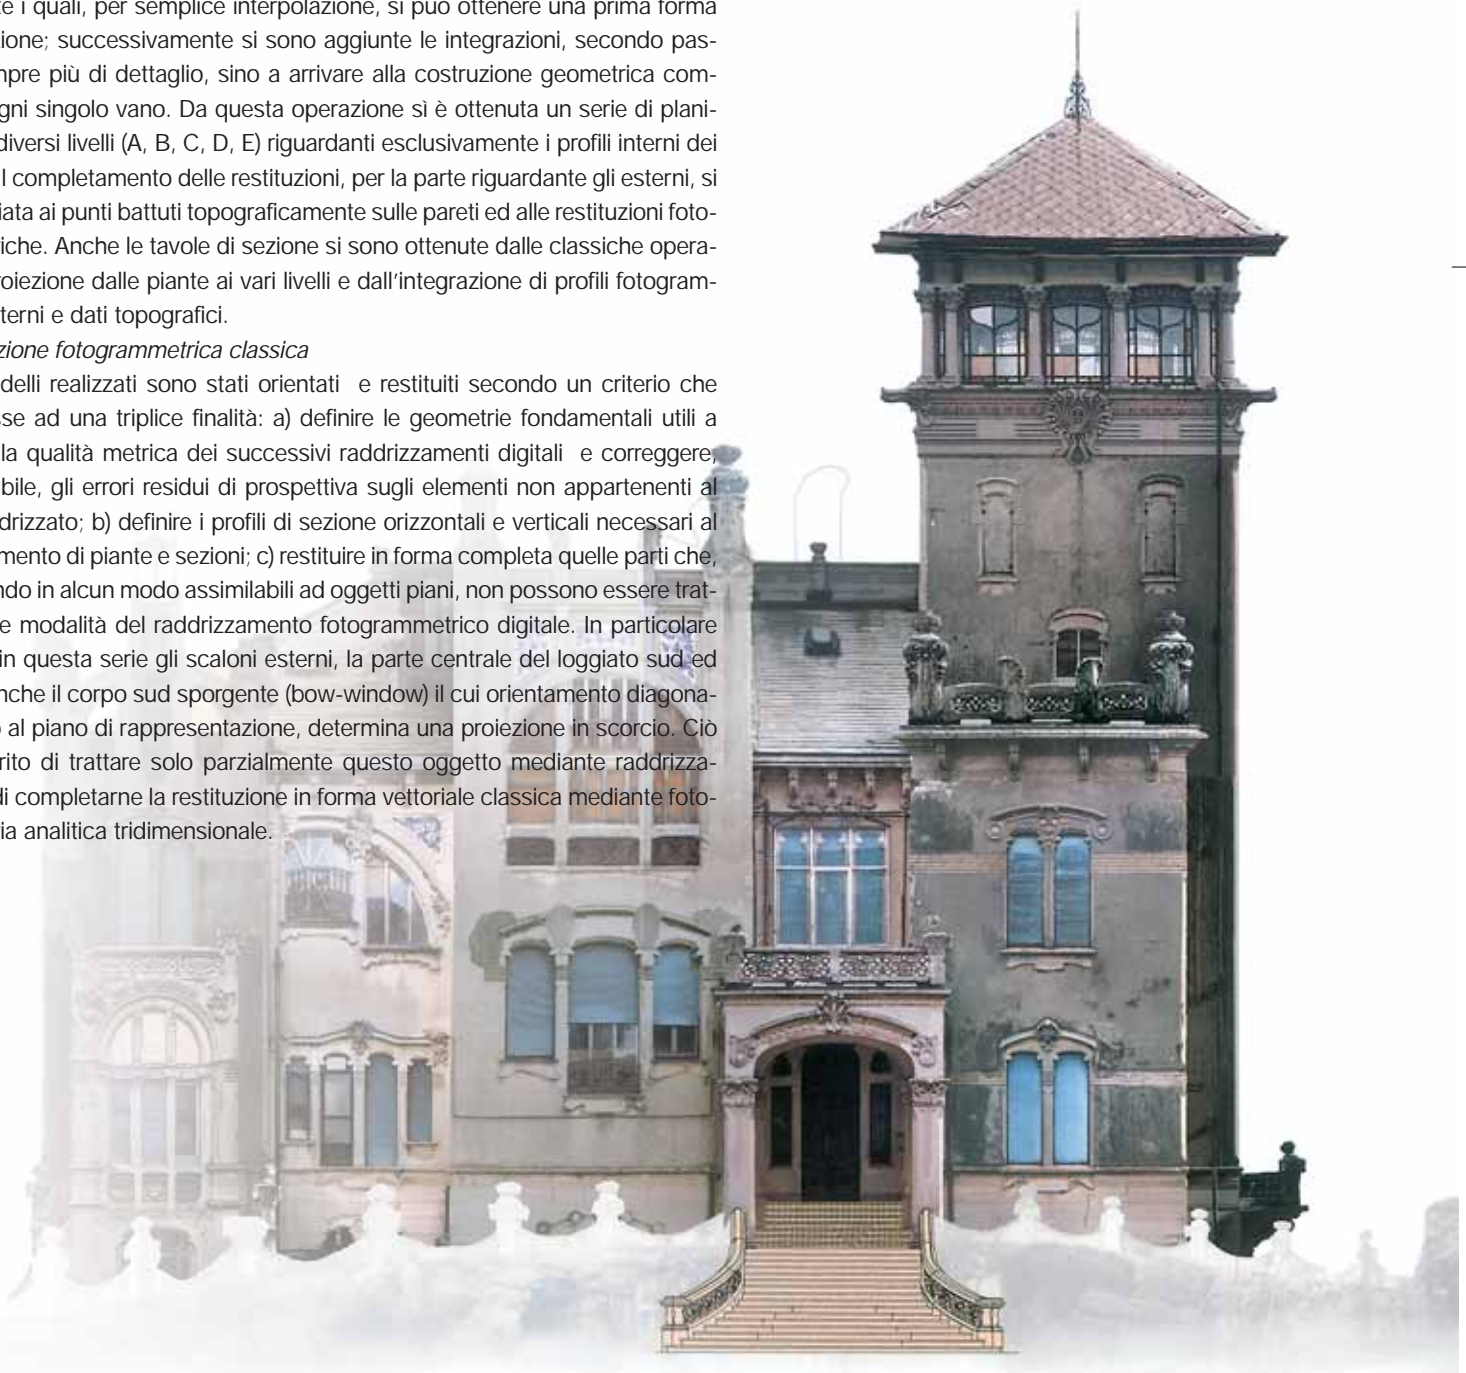 te i quali, per semplice interpolazione, si può ottenere una prima forma
ione; successivamente si sono aggiunte le integrazioni, secondo pas-
mpre più di dettaglio, sino a arrivare alla costruzione geometrica com-
gni singolo vano. Da questa operazione sì è ottenuta un serie di plani-
diversi livelli (A, B, C, D, E) riguardanti esclusivamente i profili interni dei
l completamento delle restituzioni, per la parte riguardante gli esterni, si
iata ai punti battuti topograficamente sulle pareti ed alle restituzioni foto-
riche. Anche le tavole di sezione si sono ottenute dalle classiche opera-
roiezione dalle piante ai vari livelli e dall'integrazione di profili fotogram-
terni e dati topografici.
zione fotogrammetrica classica
delli realizzati sono stati orientati e restituiti secondo un criterio che
sse ad una triplice finalità: a) definire le geometrie fondamentali utili a
la qualità metrica dei successivi raddrizzamenti digitali e correggere,
bile, gli errori residui di prospettiva sugli elementi non appartenenti al
drizzato; b) definire i profili di sezione orizzontali e verticali necessari al
mento di piante e sezioni; c) restituire in forma completa quelle parti che,
ndo in alcun modo assimilabili ad oggetti piani, non possono essere trat-
e modalità del raddrizzamento fotogrammetrico digitale. In particolare
in questa serie gli scaloni esterni, la parte centrale del loggiato sud ed
nche il corpo sud sporgente (bow-window) il cui orientamento diagona-
o al piano di rappresentazione, determina una proiezione in scorcio. Ciò
rito di trattare solo parzialmente questo oggetto mediante raddrizza-
di completarne la restituzione in forma vettoriale classica mediante foto-
ria analitica tridimensionale.